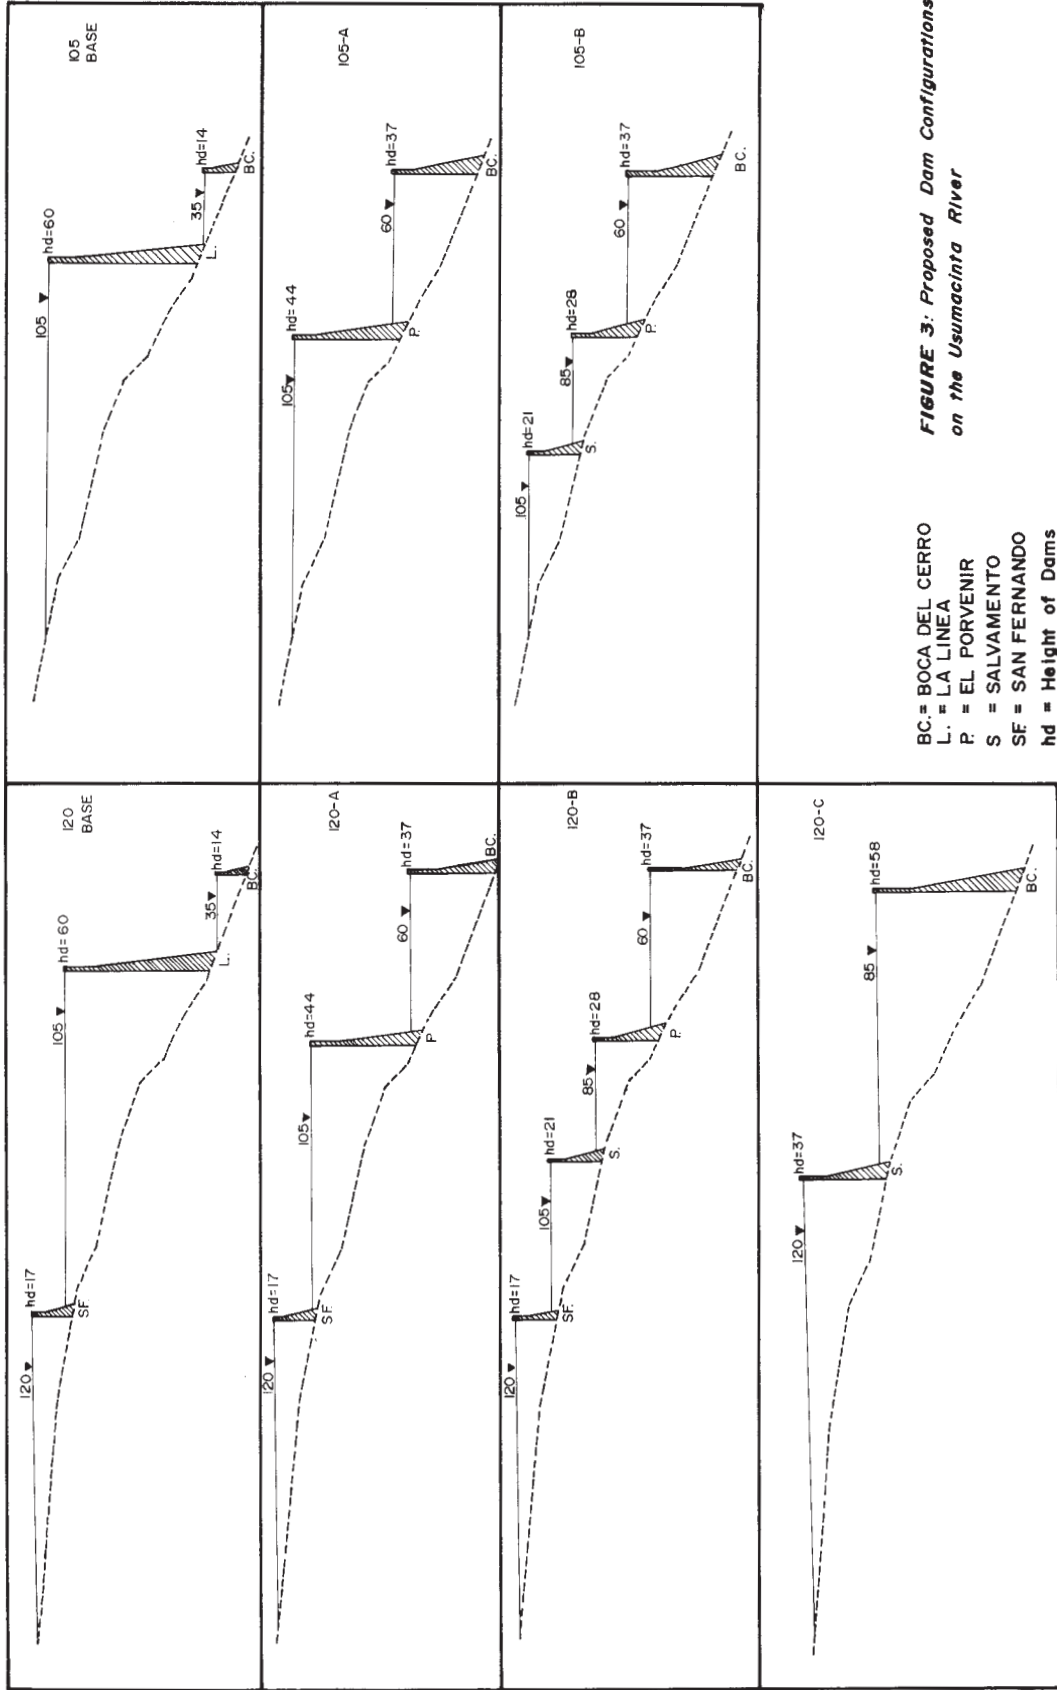 120
BASE
hd=17
120
SF.
hd=60
105
L.
hd=14
35
BC.
105
BASE
hd=60
105
L.
hd=14
35
BC.
120-A
hd=17
120
SF.
hd=44
105
P.
hd=37
60
BC.
105-A
hd=44
105
P.
hd=37
60
BC.
120-B
hd=17
120
SF.
hd=21
105
S.
hd=28
85
P.
hd=37
60
BC.
105-B
hd=21
105
S.
hd=28
85
P.
hd=37
60
BC.
120-C
hd=37
120
S.
hd=58
85
BC.
BC.= BOCA DEL CERRO
L. = LA LINEA
P. = EL PORVENIR
S = SALVAMENTO
SF. = SAN FERNANDO
hd = Height of Dams
FIGURE 3: Proposed Dam Configurations
on the Usumacinta River